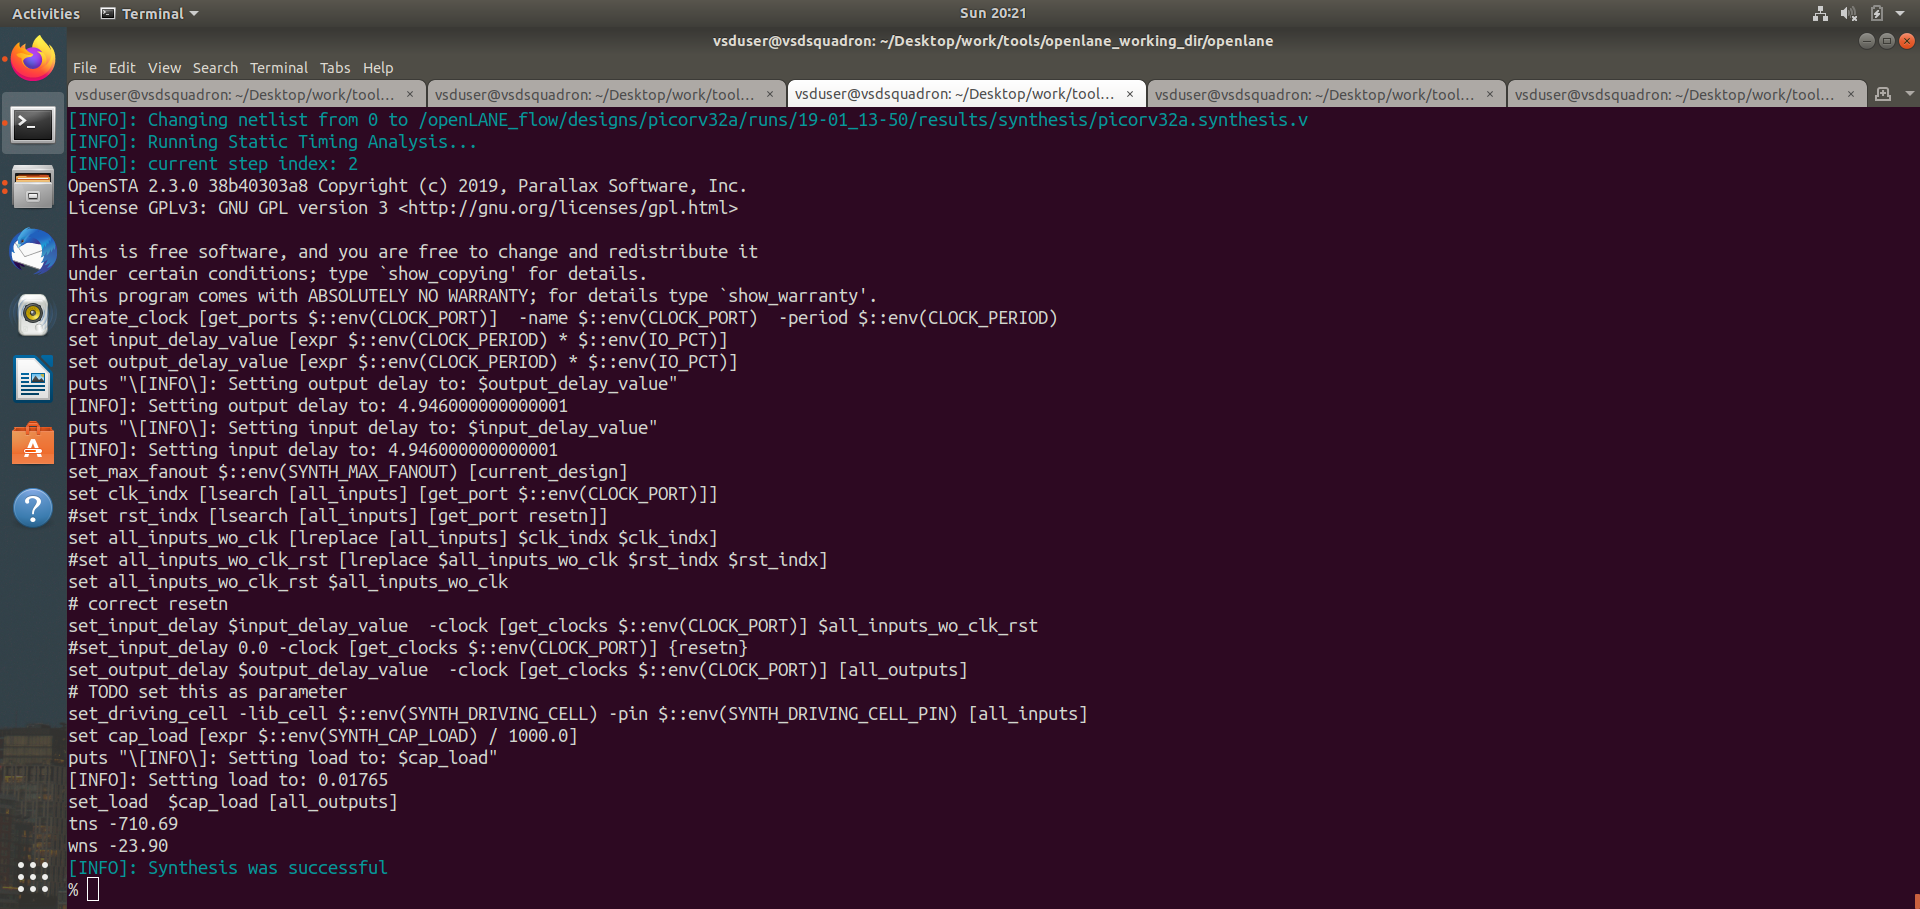 Activities
Terminal
Sun 20:21
vsduser@vsdsquadron: ~/Desktop/work/tools/openlane_working_dir/openlane
File Edit View Search Terminal Tabs Help
vsduser@vsdsquadron: ~/Desktop/work/tool... × vsduser@vsdsquadron: ~/Desktop/work/tool... × vsduser@vsdsquadron: ~/Desktop/work/tool... × vsduser@vsdsquadron: ~/Desktop/work/tool... × vsduser@vsdsquadron: ~/Desktop/work/tool... ×
[INFO]: Changing netlist from 0 to /openLANE_flow/designs/picorv32a/runs/19-01_13-50/results/synthesis/picorv32a.synthesis.v
[INFO]: Running Static Timing Analysis...
[INFO]: current step index: 2
OpenSTA 2.3.0 38b40303a8 Copyright (c) 2019, Parallax Software, Inc.
License GPLv3: GNU GPL version 3 <http://gnu.org/licenses/gpl.html>

This is free software, and you are free to change and redistribute it
under certain conditions; type `show_copying' for details.
This program comes with ABSOLUTELY NO WARRANTY; for details type `show_warranty'.
create_clock [get_ports $::env(CLOCK_PORT)]  -name $::env(CLOCK_PORT)  -period $::env(CLOCK_PERIOD)
set input_delay_value [expr $::env(CLOCK_PERIOD) * $::env(IO_PCT)]
set output_delay_value [expr $::env(CLOCK_PERIOD) * $::env(IO_PCT)]
puts "\[INFO\]: Setting output delay to: $output_delay_value"
[INFO]: Setting output delay to: 4.946000000000001
puts "\[INFO\]: Setting input delay to: $input_delay_value"
[INFO]: Setting input delay to: 4.946000000000001
set_max_fanout $::env(SYNTH_MAX_FANOUT) [current_design]
set clk_indx [lsearch [all_inputs] [get_port $::env(CLOCK_PORT)]]
#set rst_indx [lsearch [all_inputs] [get_port resetn]]
set all_inputs_wo_clk [lreplace [all_inputs] $clk_indx $clk_indx]
#set all_inputs_wo_clk_rst [lreplace $all_inputs_wo_clk $rst_indx $rst_indx]
set all_inputs_wo_clk_rst $all_inputs_wo_clk
# correct resetn
set_input_delay $input_delay_value  -clock [get_clocks $::env(CLOCK_PORT)] $all_inputs_wo_clk_rst
#set_input_delay 0.0 -clock [get_clocks $::env(CLOCK_PORT)] {resetn}
set_output_delay $output_delay_value  -clock [get_clocks $::env(CLOCK_PORT)] [all_outputs]
# TODO set this as parameter
set_driving_cell -lib_cell $::env(SYNTH_DRIVING_CELL) -pin $::env(SYNTH_DRIVING_CELL_PIN) [all_inputs]
set cap_load [expr $::env(SYNTH_CAP_LOAD) / 1000.0]
puts "\[INFO\]: Setting load to: $cap_load"
[INFO]: Setting load to: 0.01765
set_load  $cap_load [all_outputs]
tns -710.69
wns -23.90
[INFO]: Synthesis was successful
%